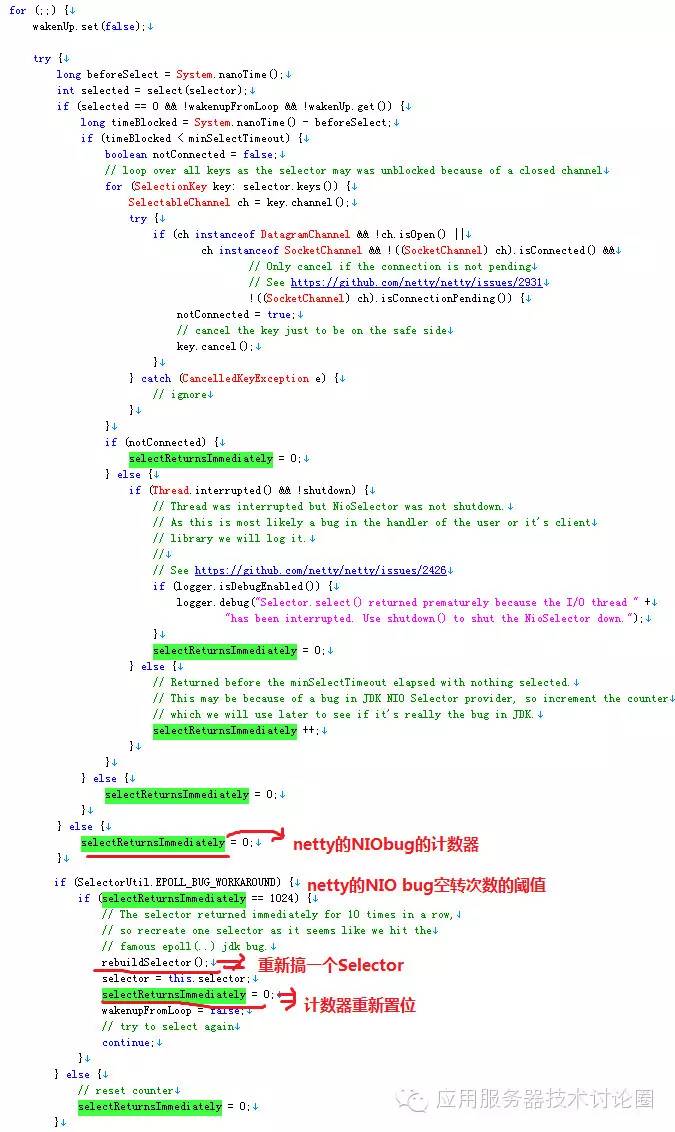 for (;;) {↓
wakenUp.set(false);↓
try {↓
long beforeSelect = System.nanoTime();↓
int selected = select(selector);↓
if (selected == 0 && !wakenupFromLoop && !wakenUp.get()) {↓
long timeBlocked = System.nanoTime() - beforeSelect;↓
if (timeBlocked < minSelectTimeout) {↓
boolean notConnected = false;↓
// loop over all keys as the selector may was unblocked because of a closed channel↓
for (SelectionKey key: selector.keys()) {↓
SelectableChannel ch = key.channel();↓
try {↓
if (ch instanceof DatagramChannel && !ch.isOpen() ||↓
ch instanceof SocketChannel && !((SocketChannel) ch).isConnected() &&↓
// Only cancel if the connection is not pending↓
// See https://github.com/netty/netty/issues/2931↓
!((SocketChannel) ch).isConnectionPending()) {↓
notConnected = true;↓
// cancel the key just to be on the safe side↓
key.cancel();↓
}↓
} catch (CancelledKeyException e) {↓
// ignore↓
}↓
}↓
if (notConnected) {↓
selectReturnsImmediately = 0;↓
} else {↓
if (Thread.interrupted() && !shutdown) {↓
// Thread was interrupted but NioSelector was not shutdown.↓
// As this is most likely a bug in the handler of the user or it's client↓
// library we will log it.↓
//↓
// See https://github.com/netty/netty/issues/2426↓
if (logger.isDebugEnabled()) {↓
logger.debug("Selector.select() returned prematurely because the I/O thread " +↓
"has been interrupted. Use shutdown() to shut the NioSelector down.");↓
}↓
selectReturnsImmediately = 0;↓
} else {↓
// Returned before the minSelectTimeout elapsed with nothing selected.↓
// This may be because of a bug in JDK NIO Selector provider, so increment the counter↓
// which we will use later to see if it's really the bug in JDK.↓
selectReturnsImmediately ++;↓
}↓
}↓
} else {↓
selectReturnsImmediately = 0;↓
}↓
} else {↓
selectReturnsImmediately = 0;↓ netty的NIObug的计数器
}↓
if (SelectorUtil.EPOLL_BUG_WORKAROUND) {↓ netty的NIO bug空转次数的阈值
if (selectReturnsImmediately == 1024) {↓
// The selector returned immediately for 10 times in a row,↓
// so recreate one selector as it seems like we hit the↓
// famous epoll(..) jdk bug.↓
rebuildSelector();↓ 重新搞一个Selector
selector = this.selector;↓
selectReturnsImmediately = 0;↓ 计数器重新置位
wakenupFromLoop = false;↓
// try to select again↓
continue;↓
}↓
} else {↓
// reset counter↓
selectReturnsImmediately = 0;↓
}↓
应用服务器技术讨论圈